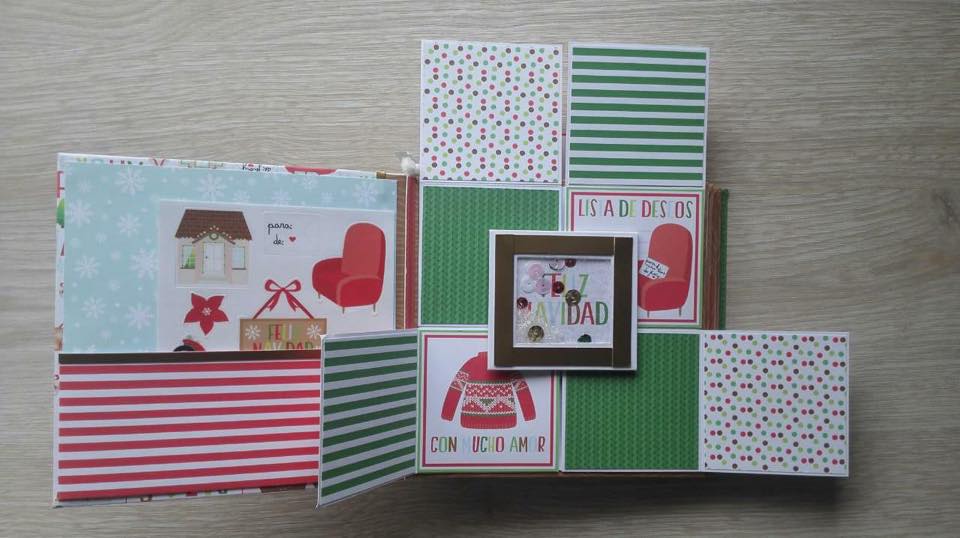 para:
de:
FELIZ
NAVIDAD
LISTA DE DESEOS
FELIZ
NAVIDAD
CON MUCHO AMOR